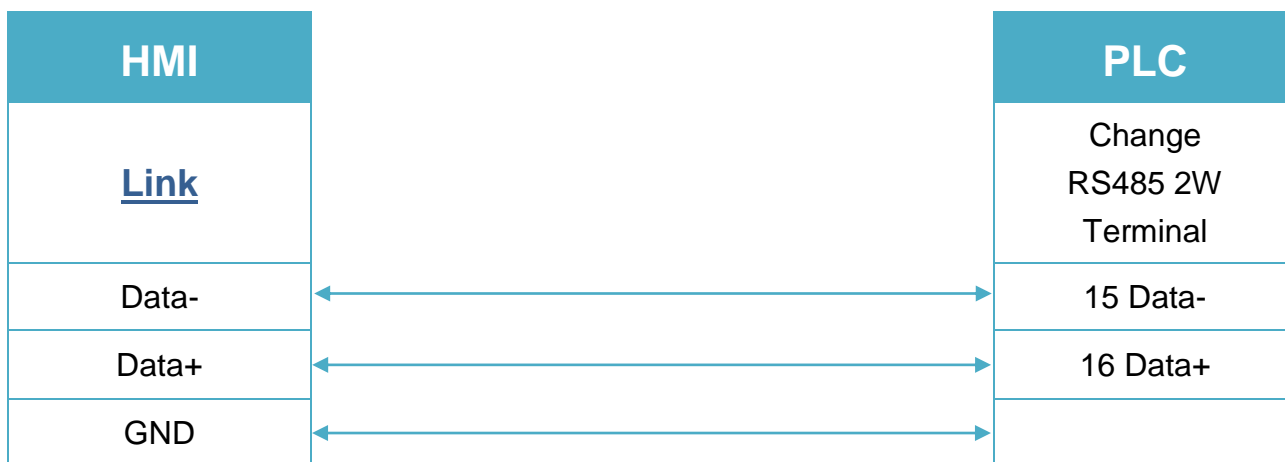 HMI
PLC
Link
Change
RS485 2W
Terminal
Data-
15 Data-
Data+
16 Data+
GND